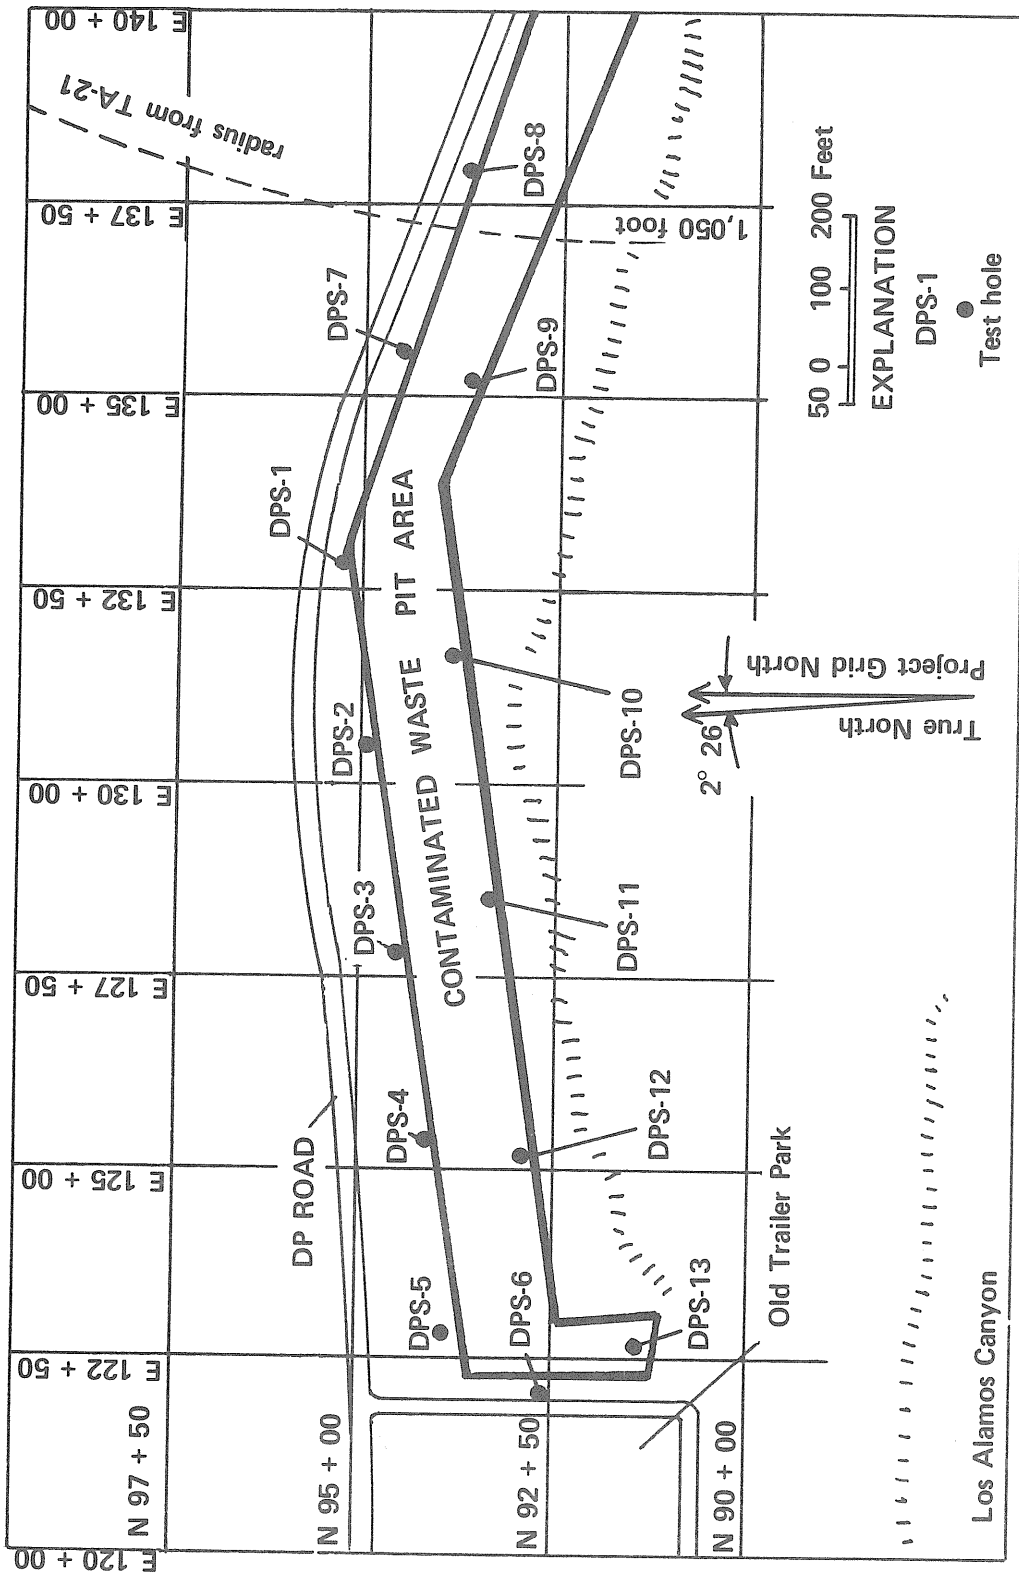 E 120 + 00
E 122 + 50
E 125 + 00
E 127 + 50
E 130 + 00
E 132 + 50
E 135 + 00
E 137 + 50
E 140 + 00
N 97 + 50
N 95 + 00
N 92 + 50
N 90 + 00
radius from TA-21
1,050 foot
DP ROAD
DPS-1
DPS-2
DPS-3
DPS-4
DPS-5
DPS-6
DPS-7
DPS-8
DPS-9
DPS-10
DPS-11
DPS-12
DPS-13
CONTAMINATED WASTE PIT AREA
Old Trailer Park
Los Alamos Canyon
2° 26
True North
Project Grid North
50 0 100 200 Feet
EXPLANATION
DPS-1
Test hole